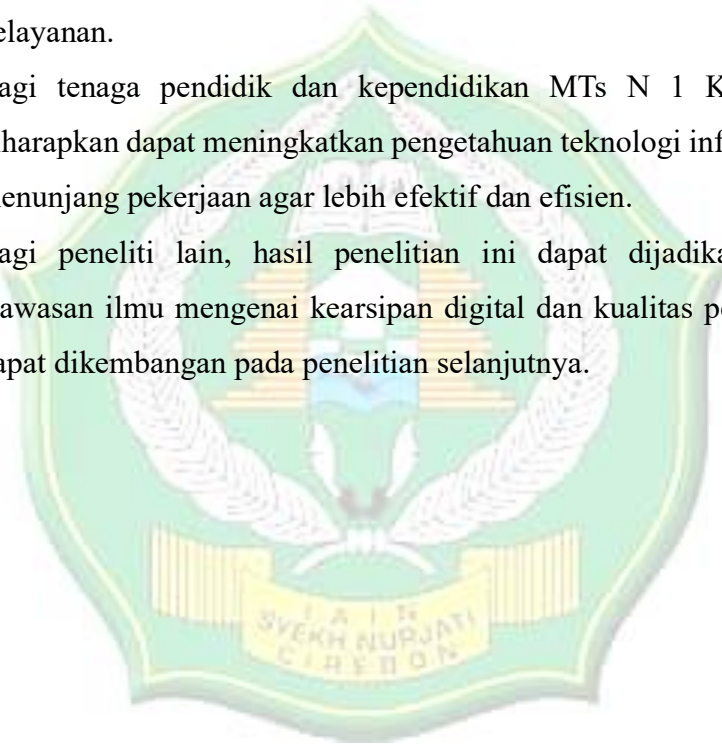 elayanan.
agi tenaga pendidik dan kependidikan MTs N 1 K
harapkan dapat meningkatkan pengetahuan teknologi inf
enunjang pekerjaan agar lebih efektif dan efisien.
agi peneliti lain, hasil penelitian ini dapat dijadika
awasan ilmu mengenai kearsipan digital dan kualitas pe
apat dikembangan pada penelitian selanjutnya.
IAIN
SYEKH NURJATI
CIREBON